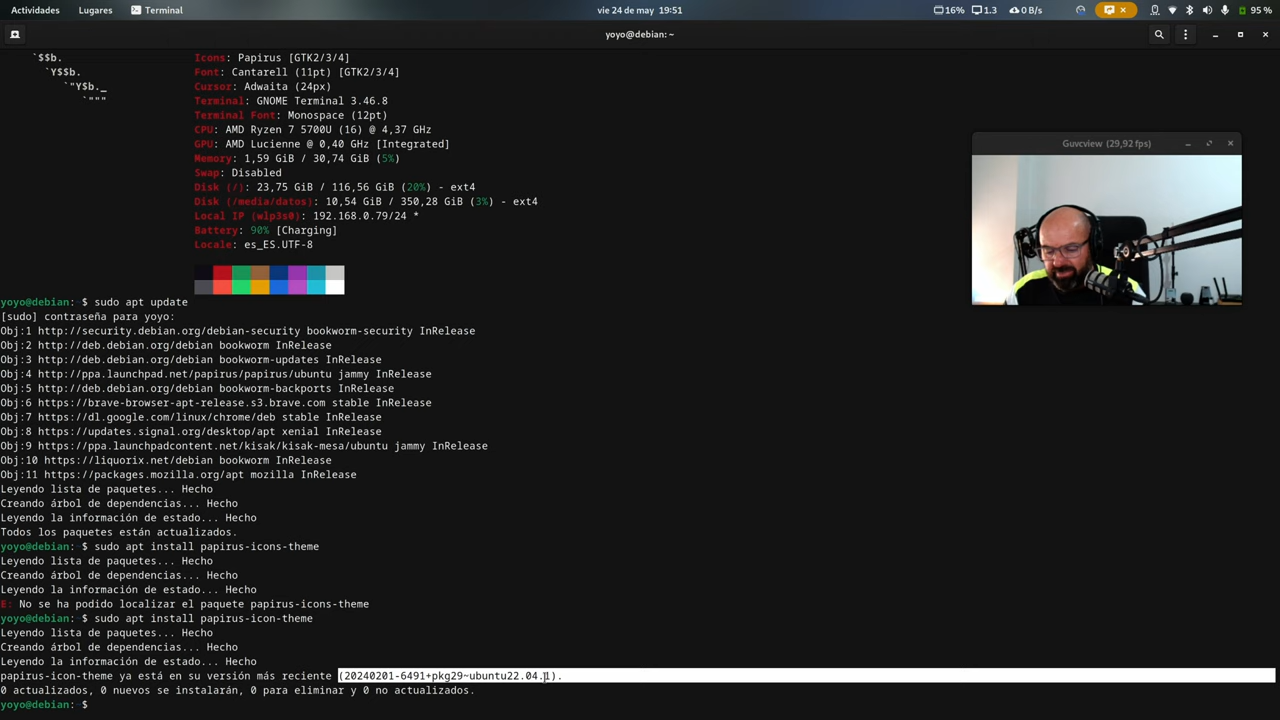 Actividades Lugares Terminal vie 24 de may 19:51 16% 1.3 0 B/s 95 %
yoyo@debian: ~
`$$b. Icons: Papirus [GTK2/3/4]
`Y$$b. Font: Cantarell (11pt) [GTK2/3/4]
`"Y$b._ Cursor: Adwaita (24px)
`""" Terminal: GNOME Terminal 3.46.8
Terminal Font: Monospace (12pt)
CPU: AMD Ryzen 7 5700U (16) @ 4,37 GHz
GPU: AMD Lucienne @ 0,40 GHz [Integrated]
Guvcview (29,92 fps)
Memory: 1,59 GiB / 30,74 GiB (5%)
Swap: Disabled
Disk (/): 23,75 GiB / 116,56 GiB (20%) - ext4
Disk (/media/datos): 10,54 GiB / 350,28 GiB (3%) - ext4
Local IP (wlp3s0): 192.168.0.79/24 *
Battery: 90% [Charging]
Locale: es_ES.UTF-8
yoyo@debian:~$ sudo apt update
[sudo] contraseña para yoyo:
Obj:1 http://security.debian.org/debian-security bookworm-security InRelease
Obj:2 http://deb.debian.org/debian bookworm InRelease
Obj:3 http://deb.debian.org/debian bookworm-updates InRelease
Obj:4 http://ppa.launchpad.net/papirus/papirus/ubuntu jammy InRelease
Obj:5 http://deb.debian.org/debian bookworm-backports InRelease
Obj:6 https://brave-browser-apt-release.s3.brave.com stable InRelease
Obj:7 https://dl.google.com/linux/chrome/deb stable InRelease
Obj:8 https://updates.signal.org/desktop/apt xenial InRelease
Obj:9 https://ppa.launchpadcontent.net/kisak/kisak-mesa/ubuntu jammy InRelease
Obj:10 https://liquorix.net/debian bookworm InRelease
Obj:11 https://packages.mozilla.org/apt mozilla InRelease
Leyendo lista de paquetes... Hecho
Creando árbol de dependencias... Hecho
Leyendo la información de estado... Hecho
Todos los paquetes están actualizados.
yoyo@debian:~$ sudo apt install papirus-icons-theme
Leyendo lista de paquetes... Hecho
Creando árbol de dependencias... Hecho
Leyendo la información de estado... Hecho
E: No se ha podido localizar el paquete papirus-icons-theme
yoyo@debian:~$ sudo apt install papirus-icon-theme
Leyendo lista de paquetes... Hecho
Creando árbol de dependencias... Hecho
Leyendo la información de estado... Hecho
papirus-icon-theme ya está en su versión más reciente (20240201-6491+pkg29~ubuntu22.04.1).
0 actualizados, 0 nuevos se instalarán, 0 para eliminar y 0 no actualizados.
yoyo@debian:~$